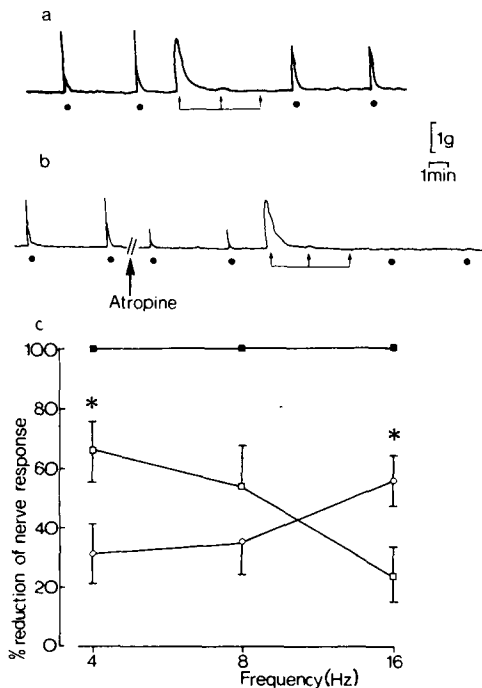 a
1g
1min
b
Atropine
c
100
80
60
40
20
0
% reduction of nerve response
*
*
4
8
16
Frequency(Hz)